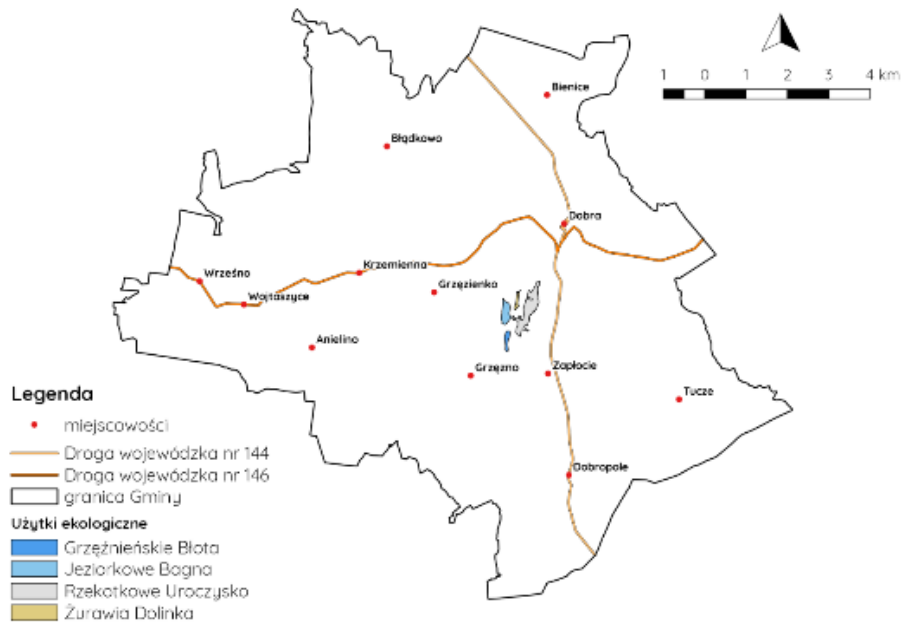 1 0 1 2 3 4 km
Bienice
Błądkowo
Dobra
Krzemienna
Wrześno
Grzęzienko
Wojtaszyce
Anielino
Grzęzno
Zapłocie
Tucze
Dobropole
Legenda
miejscowości
Droga wojewódzka nr 144
Droga wojewódzka nr 146
granica Gminy
Użytki ekologiczne
Grzęźnieńskie Błota
Jeziorkowe Bagna
Rzekotkowe Uroczysko
Żurawia Dolinka